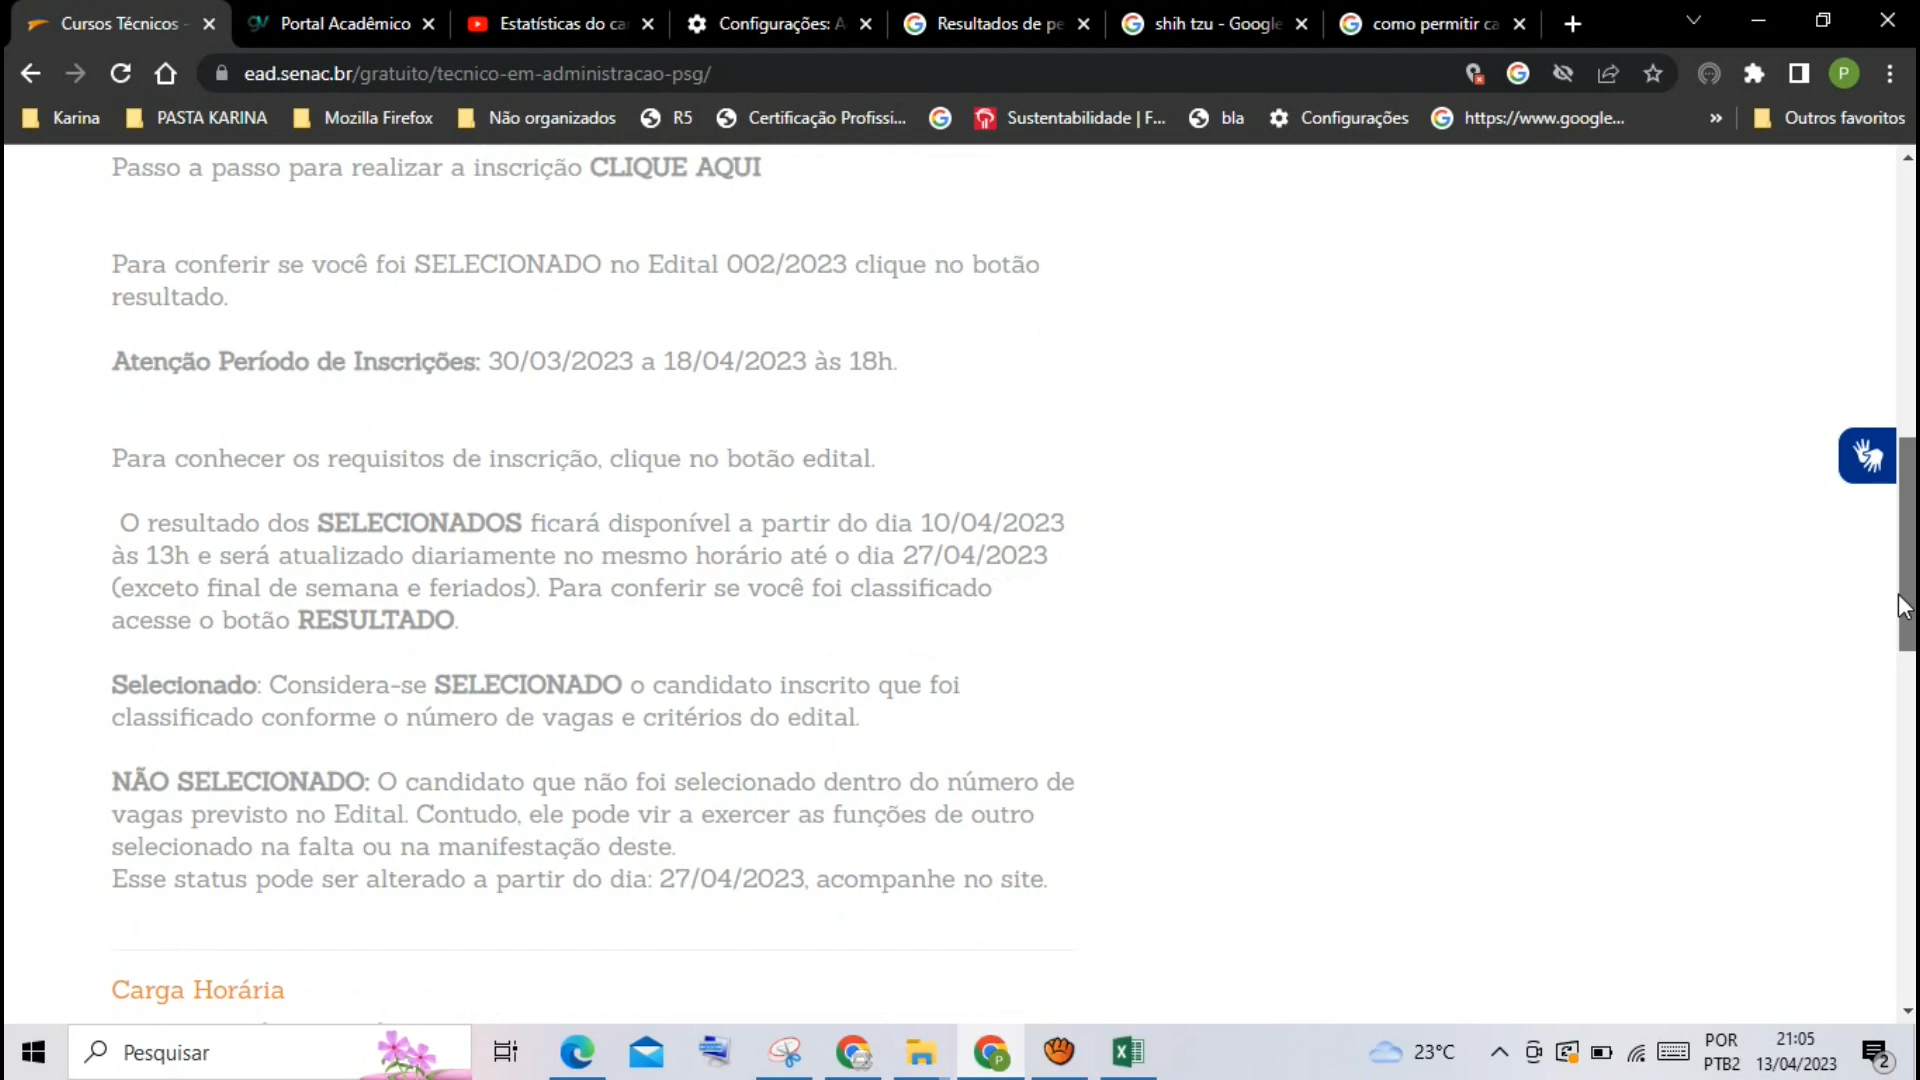 Cursos Técnicos -
Portal Acadêmico
Estatísticas do ca
Configurações: A
Resultados de pe
shih tzu - Google
como permitir ca
ead.senac.br/gratuito/tecnico-em-administracao-psg/
P
Karina
PASTA KARINA
Mozilla Firefox
Não organizados
R5
Certificação Profissi...
Sustentabilidade | F...
bla
Configurações
https://www.google...
»
Outros favoritos
Passo a passo para realizar a inscrição CLIQUE AQUI
Para conferir se você foi SELECIONADO no Edital 002/2023 clique no botão
resultado.
Atenção Período de Inscrições: 30/03/2023 a 18/04/2023 às 18h.
Para conhecer os requisitos de inscrição, clique no botão edital.
O resultado dos SELECIONADOS ficará disponível a partir do dia 10/04/2023
às 13h e será atualizado diariamente no mesmo horário até o dia 27/04/2023
(exceto final de semana e feriados). Para conferir se você foi classificado
acesse o botão RESULTADO.
Selecionado: Considera-se SELECIONADO o candidato inscrito que foi
classificado conforme o número de vagas e critérios do edital.
NÃO SELECIONADO: O candidato que não foi selecionado dentro do número de
vagas previsto no Edital. Contudo, ele pode vir a exercer as funções de outro
selecionado na falta ou na manifestação deste.
Esse status pode ser alterado a partir do dia: 27/04/2023, acompanhe no site.
Carga Horária
Pesquisar
23°C
POR
PTB2
21:05
13/04/2023
2